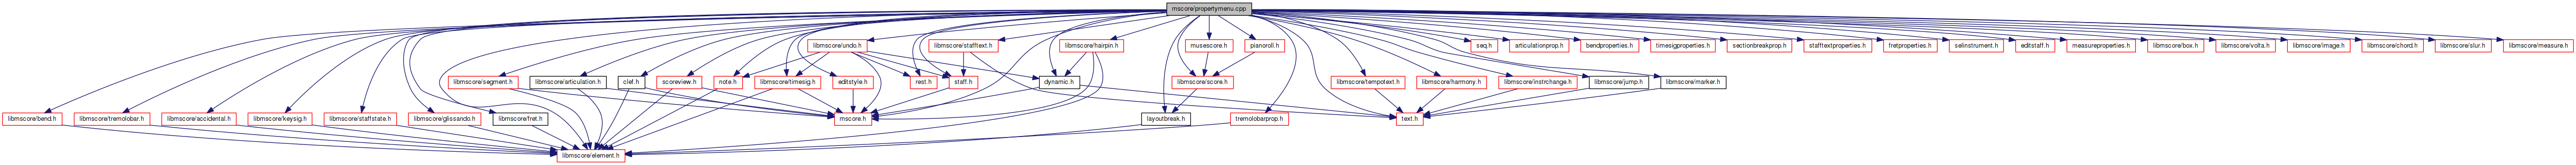 mscore/propertymenu.cpp
libmscore/undo.h
libmscore/stafftext.h
libmscore/hairpin.h
musescore.h
pianoroll.h
seq.h
articulationprop.h
bendproperties.h
timesigproperties.h
sectionbreakprop.h
stafftextproperties.h
fretproperties.h
selinstrument.h
editstaff.h
measureproperties.h
libmscore/box.h
libmscore/volta.h
libmscore/image.h
libmscore/chord.h
libmscore/slur.h
libmscore/measure.h
libmscore/segment.h
libmscore/articulation.h
clef.h
scoreview.h
note.h
libmscore/timesig.h
editstyle.h
rest.h
staff.h
dynamic.h
libmscore/score.h
libmscore/tempotext.h
libmscore/harmony.h
libmscore/instrchange.h
libmscore/jump.h
libmscore/marker.h
libmscore/bend.h
libmscore/tremolobar.h
libmscore/accidental.h
libmscore/keysig.h
libmscore/staffstate.h
libmscore/glissando.h
libmscore/fret.h
mscore.h
layoutbreak.h
tremolobarprop.h
text.h
libmscore/element.h